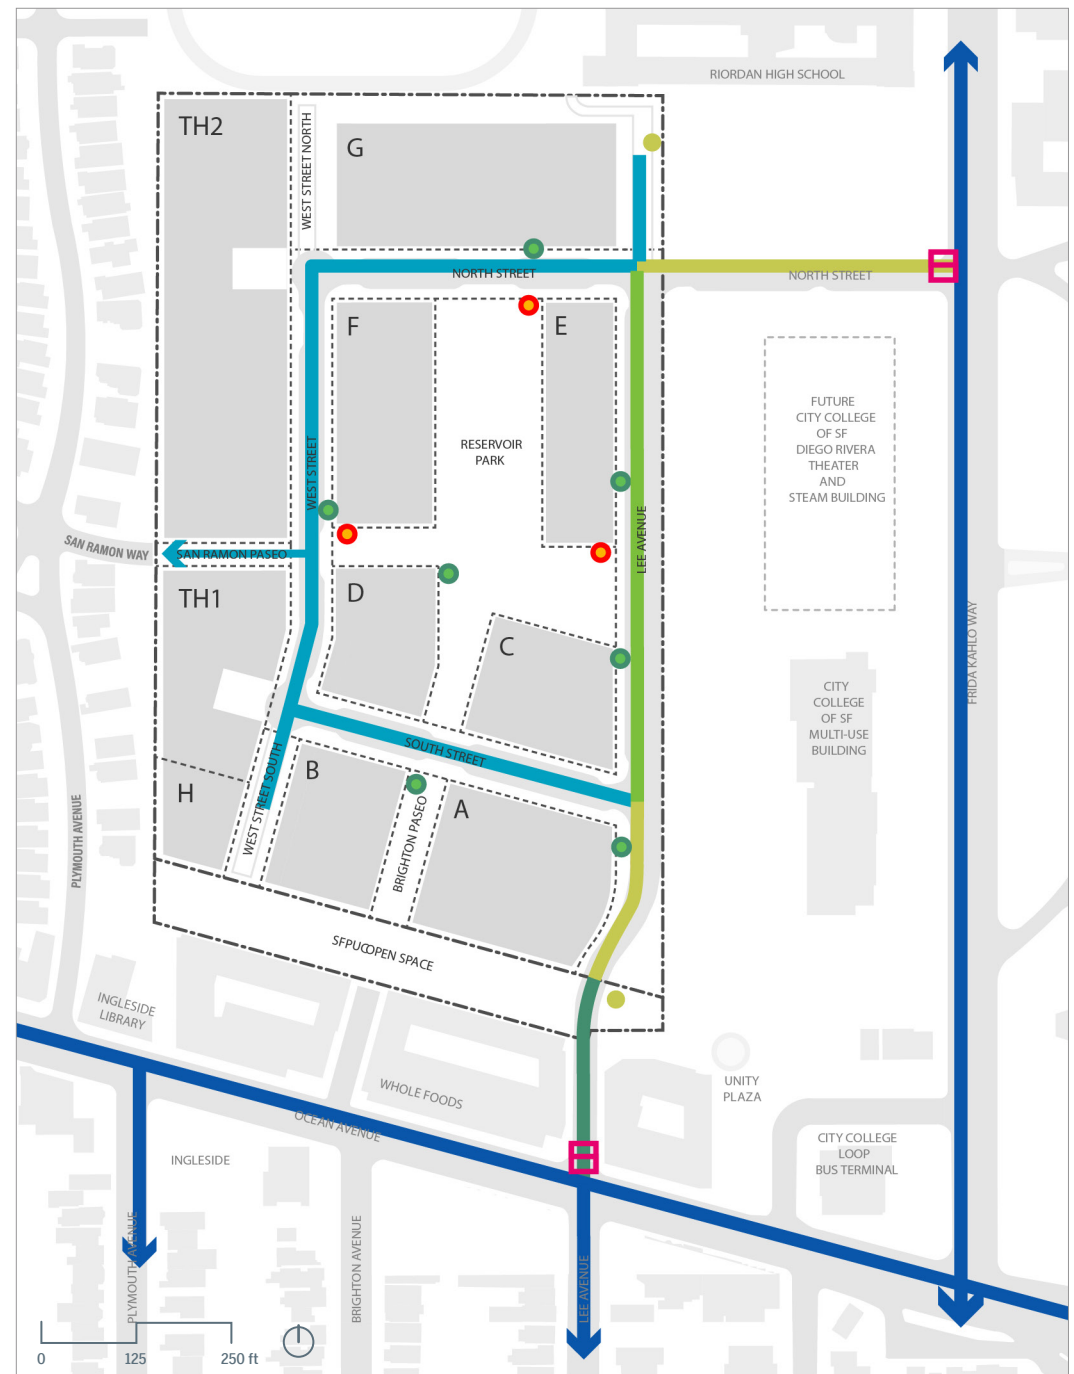 RIORDAN HIGH SCHOOL
TH2
G
WEST STREET NORTH
NORTH STREET
NORTH STREET
F
E
FUTURE
CITY COLLEGE
OF SF
DIEGO RIVERA
THEATER
AND
STEAM BUILDING
RESERVOIR
PARK
WEST STREET
LEE AVENUE
SAN RAMON WAY
SAN RAMON PASEO
TH1
D
C
FRIDA KAHLO WAY
CITY
COLLEGE
OF SF
MULTI-USE
BUILDING
SOUTH STREET
B
H
A
WEST STREET SOUTH
BRIGHTON PASEO
PLYMOUTH AVENUE
SFPUCOPEN SPACE
INGLESIDE
LIBRARY
WHOLE FOODS
UNITY
PLAZA
OCEAN AVENUE
CITY COLLEGE
LOOP
BUS TERMINAL
INGLESIDE
PLYMOUTH AVENUE
BRIGHTON AVENUE
LEE AVENUE
0 125 250 ft